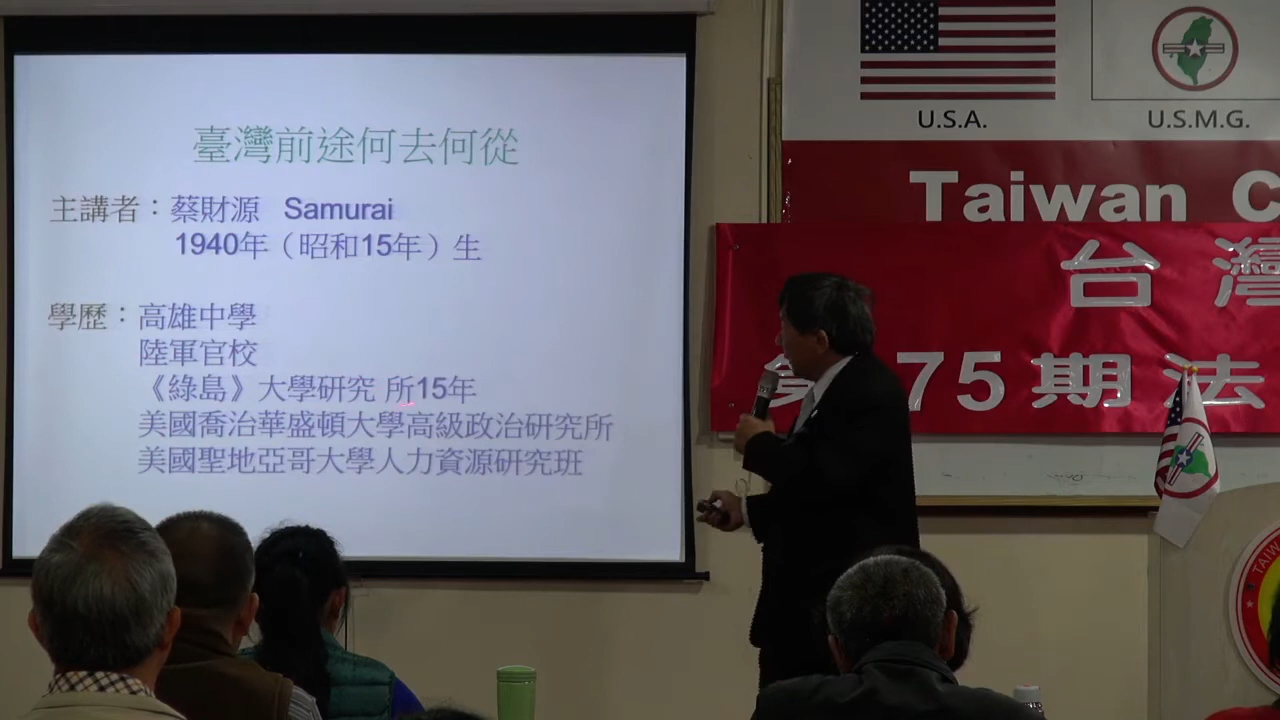 臺灣前途何去何從
主講者：蔡財源 Samurai
1940年（昭和15年）生
學歷：高雄中學
陸軍官校
《綠島》大學研究 所15年
美國喬治華盛頓大學高級政治研究所
美國聖地亞哥大學人力資源研究班
U.S.A.
U.S.M.G.
Taiwan C
台灣
75期法
TAIW